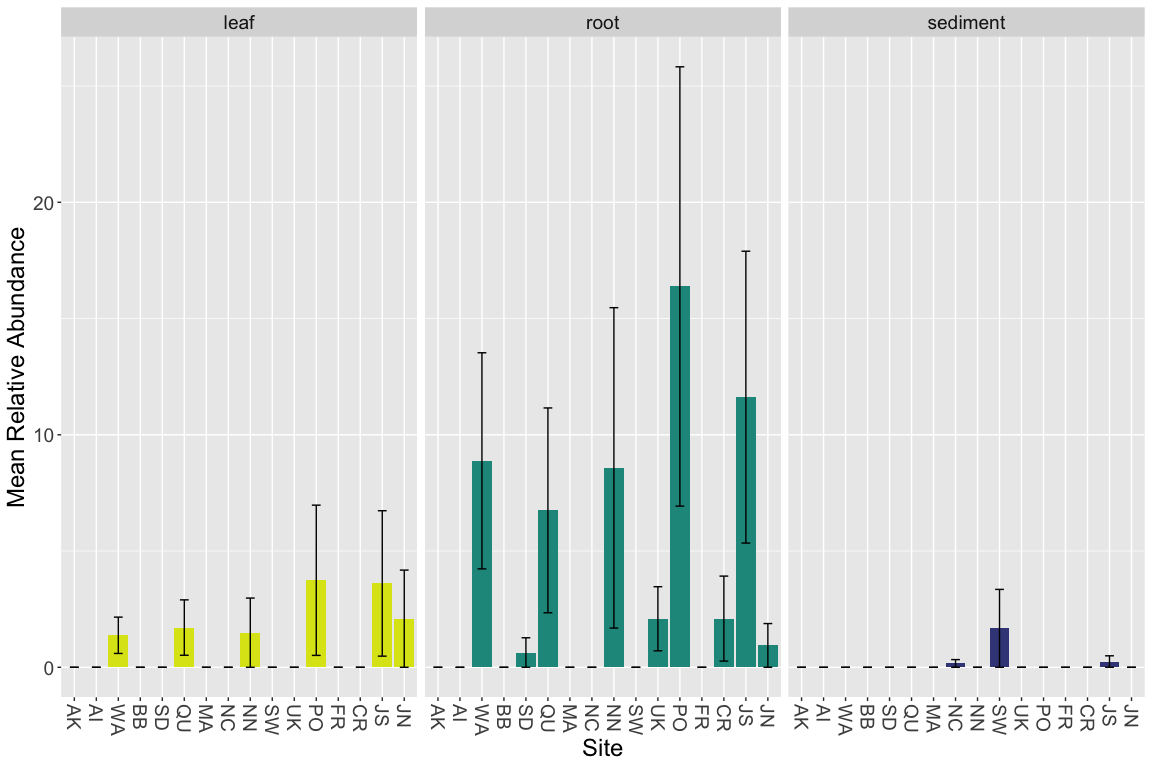 leaf root sediment
Mean Relative Abundance
20
10
0
AK AI WA BB SD QU MA NC NN SW UK PO FR CR JS JN AK AI WA BB SD QU MA NC NN SW UK PO FR CR JS JN AK AI WA BB SD QU MA NC NN SW UK PO FR CR JS JN
Site